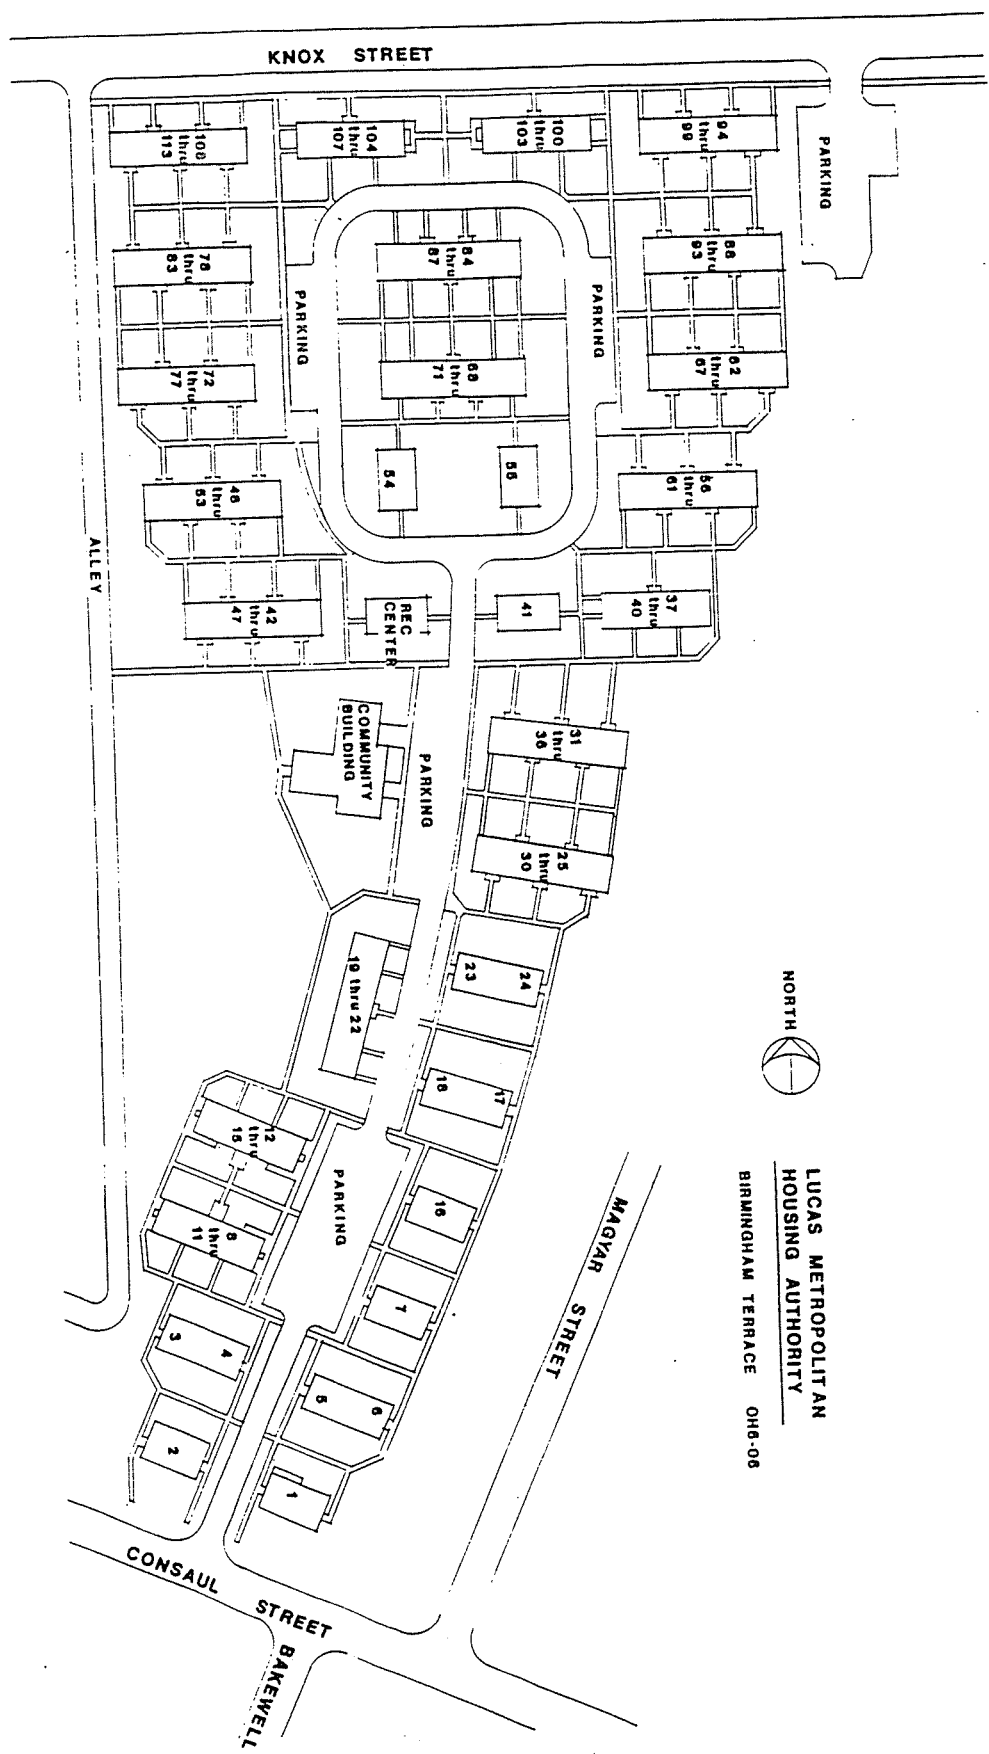 KNOX STREET
108
thru
113
104
thru
107
100
thru
103
94
thru
99
PARKING
78
thru
83
84
thru
87
88
thru
93
PARKING
PARKING
72
thru
77
68
thru
71
62
thru
67
54
55
48
thru
53
56
thru
61
ALLEY
42
thru
47
REC
CENTER
41
37
thru
40
COMMUNITY
BUILDING
PARKING
31
thru
36
25
thru
30
23
24
19 thru 22
18
17
NORTH
12
thru
15
16
8
thru
11
PARKING
1
3
4
5
6
2
1
MAGYAR STREET
LUCAS METROPOLITAN
HOUSING AUTHORITY
BIRMINGHAM TERRACE OH6-06
CONSAUL STREET
BAKEWELL